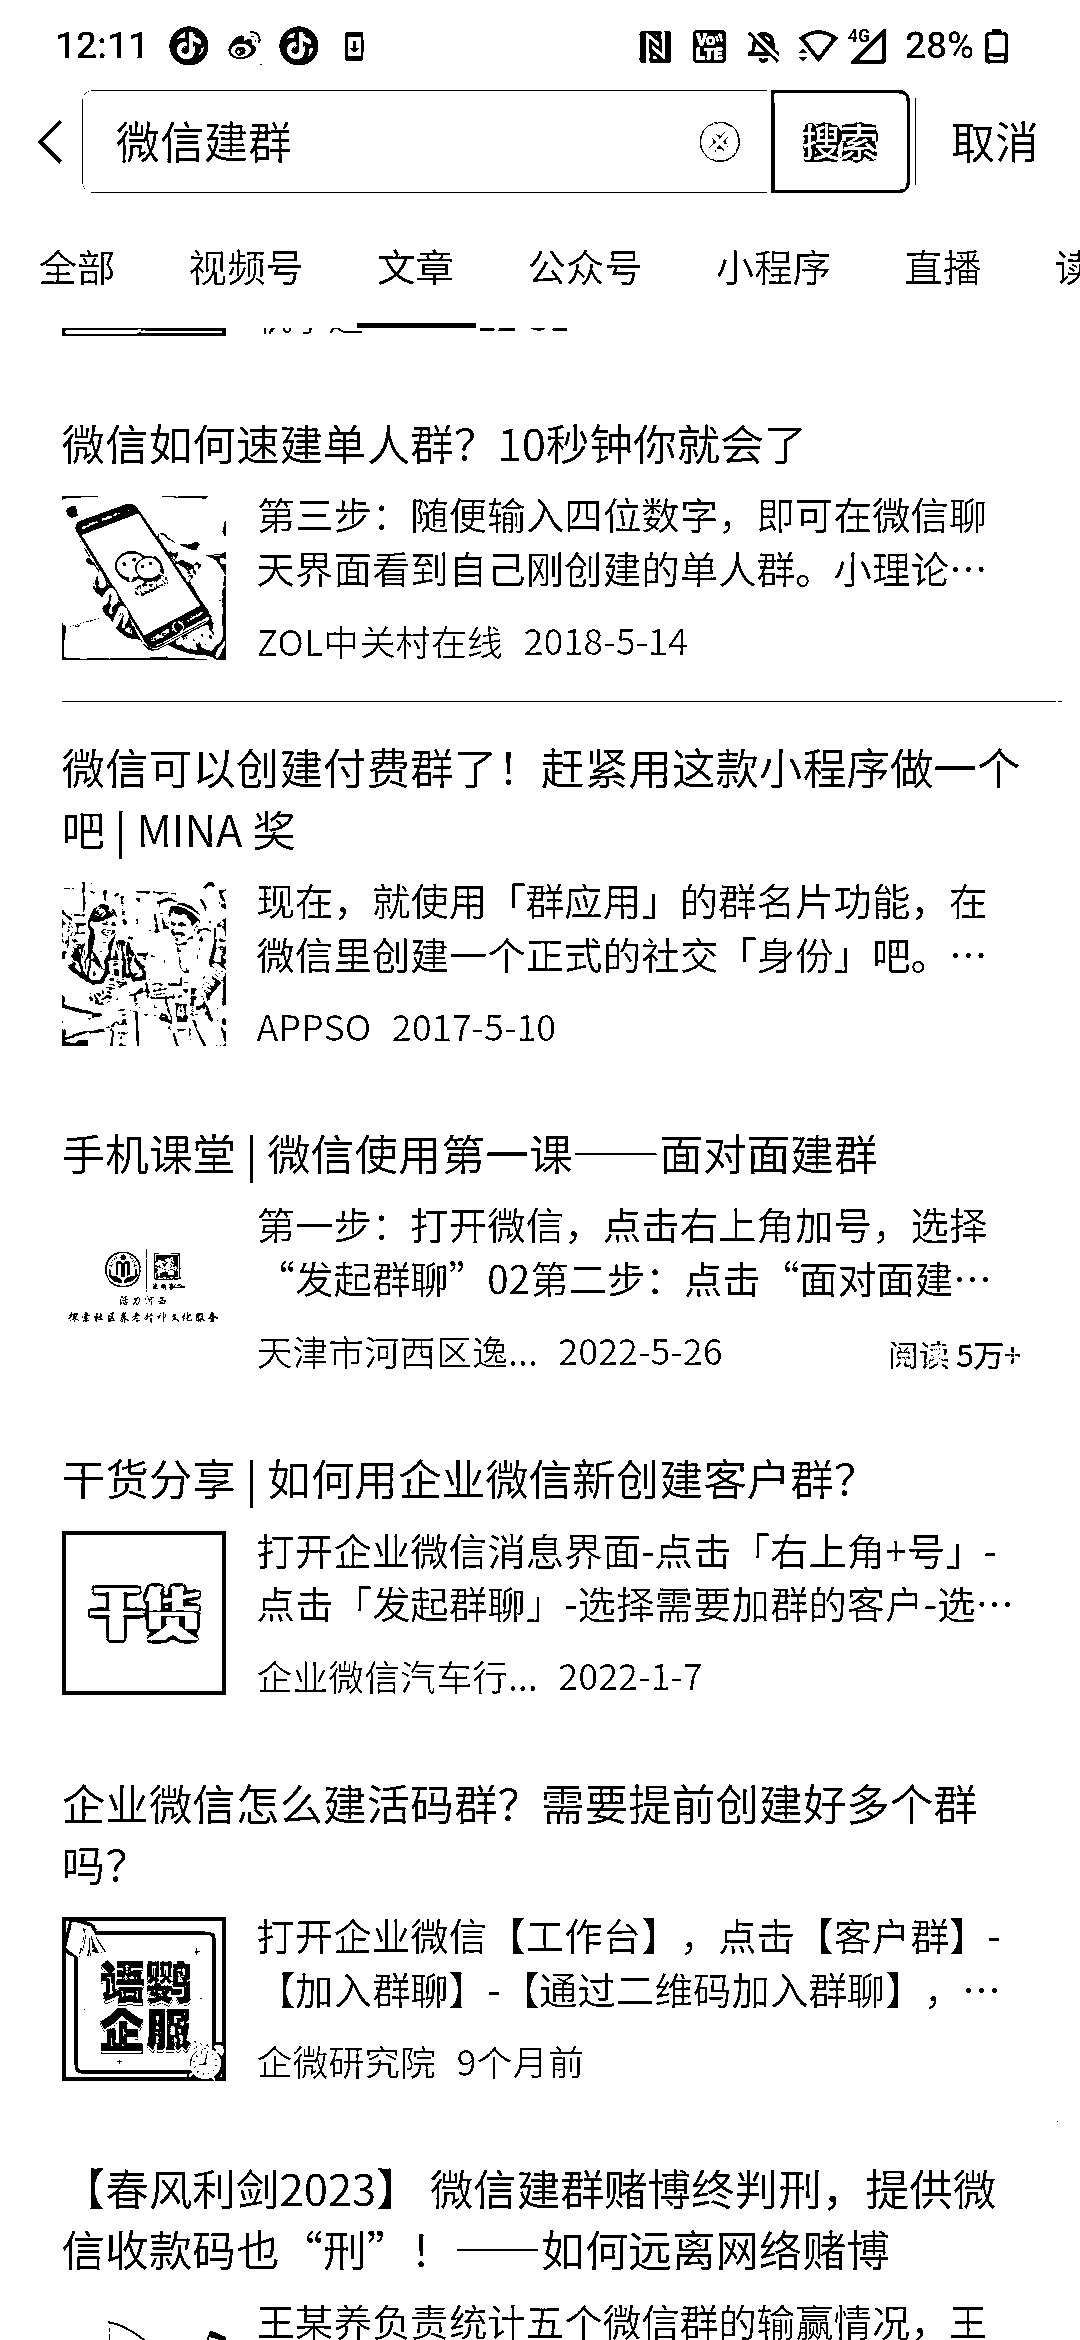 12:11
4G 28%
微信建群
搜索
取消
全部 视频号 文章 公众号 小程序 直播
微信如何速建单人群？10秒钟你就会了
第三步：随便输入四位数字，即可在微信聊
天界面看到自己刚创建的单人群。小理论…
ZOL中关村在线 2018-5-14
微信可以创建付费群了！赶紧用这款小程序做一个
吧 | MINA 奖
现在，就使用「群应用」的群名片功能，在
微信里创建一个正式的社交「身份」吧。…
APPSO 2017-5-10
手机课堂 | 微信使用第一课——面对面建群
第一步：打开微信，点击右上角加号，选择
“发起群聊”02第二步：点击“面对面建…
探索社区养老精神文化服务
天津市河西区逸... 2022-5-26 阅读 5万+
干货分享 | 如何用企业微信新创建客户群？
打开企业微信消息界面-点击「右上角+号」-
点击「发起群聊」-选择需要加群的客户-选…
干货
企业微信汽车行... 2022-1-7
企业微信怎么建活码群？需要提前创建好多个群
吗？
打开企业微信【工作台】，点击【客户群】-
【加入群聊】-【通过二维码加入群聊】，…
语鹦
企服
企微研究院 9个月前
【春风利剑2023】 微信建群赌博终判刑，提供微
信收款码也“刑”！——如何远离网络赌博
王某养负责统计五个微信群的输赢情况，王